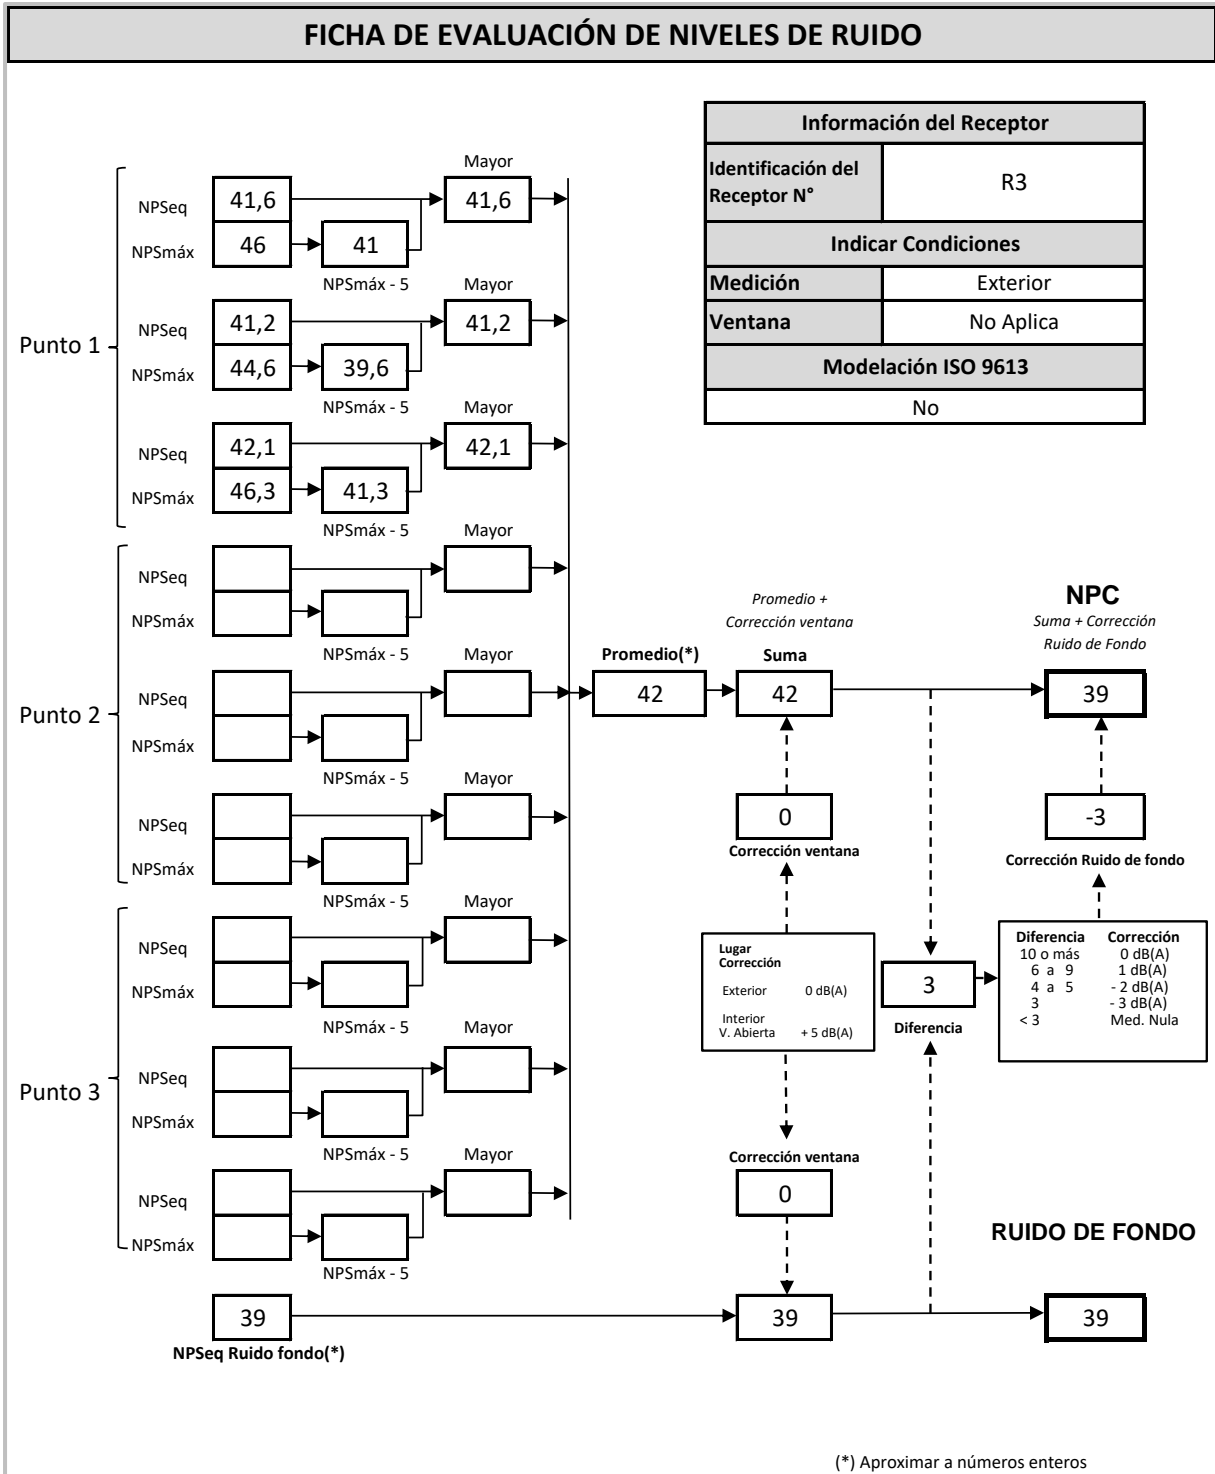 FICHA DE EVALUACIÓN DE NIVELES DE RUIDO
Información del Receptor
Identificación del
Receptor N°
R3
Indicar Condiciones
Medición
Exterior
Ventana
No Aplica
Modelación ISO 9613
No
Punto 1
Mayor
NPSeq
41,6
41,6
NPSmáx
46
41
NPSmáx - 5
Mayor
NPSeq
41,2
41,2
NPSmáx
44,6
39,6
NPSmáx - 5
Mayor
NPSeq
42,1
42,1
NPSmáx
46,3
41,3
NPSmáx - 5
Punto 2
Mayor
NPSeq
NPSmáx
NPSmáx - 5
Mayor
NPSeq
NPSmáx
NPSmáx - 5
Mayor
NPSeq
NPSmáx
NPSmáx - 5
Punto 3
Mayor
NPSeq
NPSmáx
NPSmáx - 5
Mayor
NPSeq
NPSmáx
NPSmáx - 5
Mayor
NPSeq
NPSmáx
NPSmáx - 5
Promedio(*)
42
Promedio +
Corrección ventana
Suma
42
0
Corrección ventana
NPC
Suma + Corrección
Ruido de Fondo
39
-3
Corrección Ruido de fondo
Lugar
Corrección
Exterior 0 dB(A)
Interior
V. Abierta + 5 dB(A)
3
Diferencia
Diferencia Corrección
10 o más 0 dB(A)
6 a 9 1 dB(A)
4 a 5 - 2 dB(A)
3 - 3 dB(A)
< 3 Med. Nula
Corrección ventana
0
RUIDO DE FONDO
39
39
39
NPSeq Ruido fondo(*)
(*) Aproximar a números enteros